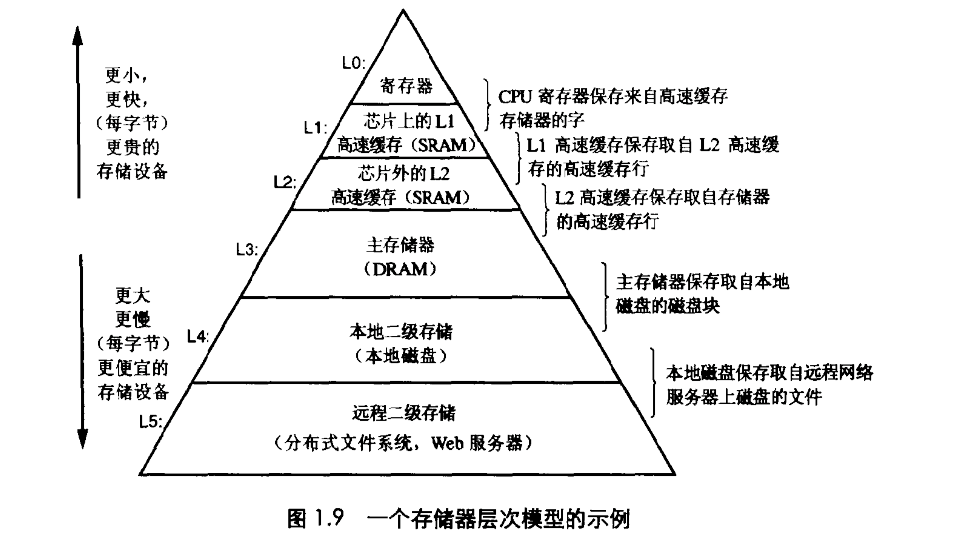 L0:
寄存器
更小，
更快，
（每字节）
更贵的
存储设备
CPU 寄存器保存来自高速缓存
存储器的字
L1:
芯片上的L1
高速缓存（SRAM）
L1 高速缓存保存取自 L2 高速缓
存的高速缓存行
L2:
芯片外的L2
高速缓存（SRAM）
L2 高速缓存保存取自存储器
的高速缓存行
L3:
主存储器
（DRAM）
主存储器保存取自本地
磁盘的磁盘块
更大
更慢
（每字节）
更便宜的
存储设备
L4:
本地二级存储
（本地磁盘）
本地磁盘保存取自远程网络
服务器上磁盘的文件
L5:
远程二级存储
（分布式文件系统，Web 服务器）
图 1.9 一个存储器层次模型的示例